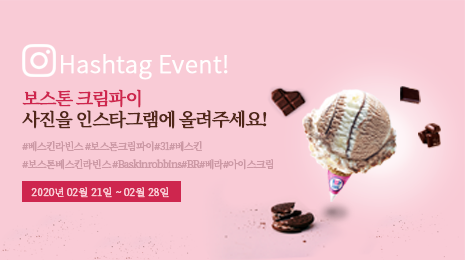 Hashtag Event!
보스톤 크림파이
사진을 인스타그램에 올려주세요!
#베스킨라빈스 #보스톤크림파이#31#베스킨
#보스톤베스킨라빈스 #Baskinrobbins#BR#베라#아이스크림
2020년 02월 21일 ~ 02월 28일